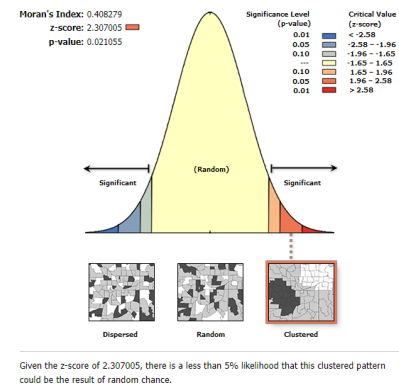 Moran's Index: 0.408279
z-score: 2.307005
p-value: 0.021055
Significance Level
(p-value)
Critical Value
(z-score)
0.01 < -2.58
0.05 -2.58 – -1.96
0.10 -1.96 – -1.65
--- -1.65 – 1.65
0.10 1.65 – 1.96
0.05 1.96 – 2.58
0.01 > 2.58
Significant
(Random)
Significant
Dispersed
Random
Clustered
Given the z-score of 2.307005, there is a less than 5% likelihood that this clustered pattern
could be the result of random chance.